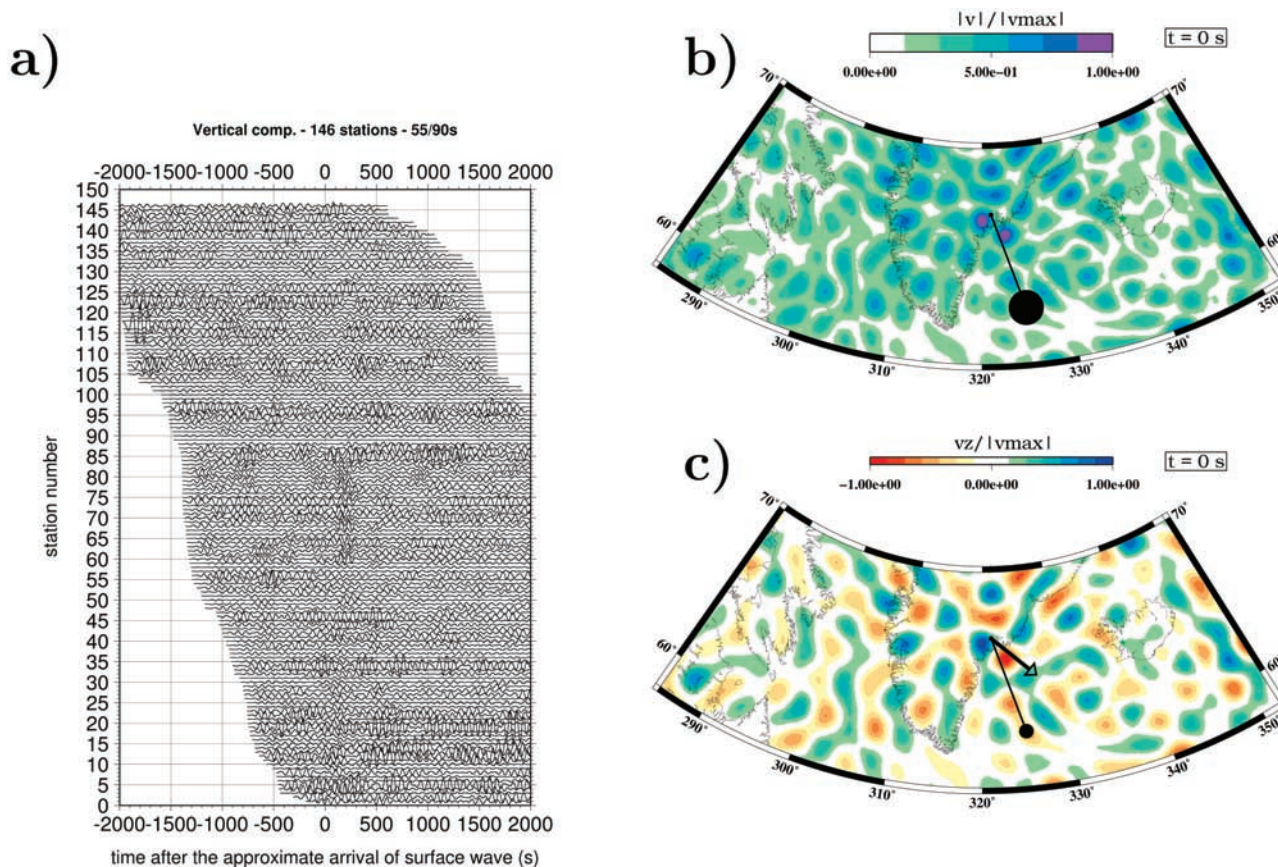 a)
Vertical comp. - 146 stations - 55/90s
-2000 -1500 -1000 -500 0 500 1000 1500 2000
150
145
140
135
130
125
120
115
110
105
100
95
90
85
80
75
70
65
60
55
50
45
40
35
30
25
20
15
10
5
0
station number
-2000 -1500 -1000 -500 0 500 1000 1500 2000
time after the approximate arrival of surface wave (s)
b)
|v|/|vmax|
t = 0 s
0.00e+00 5.00e-01 1.00e+00
70° 70°
60° 60°
290° 300° 310° 320° 330° 340° 350°
c)
vz/|vmax|
t = 0 s
-1.00e+00 0.00e+00 1.00e+00
70° 70°
60° 60°
290° 300° 310° 320° 330° 340° 350°